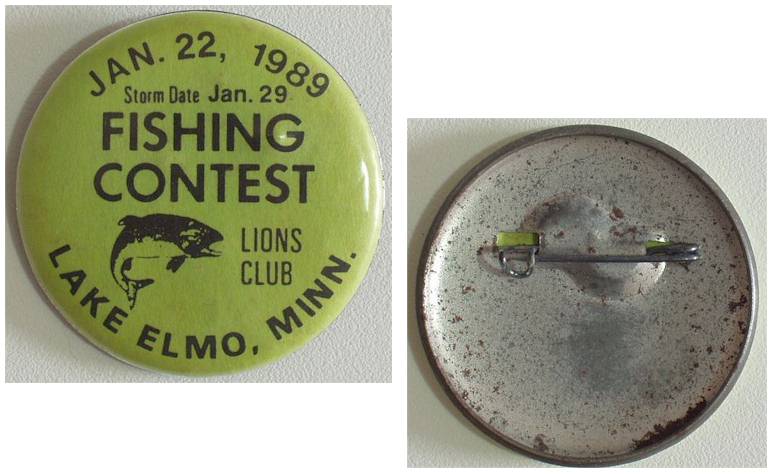 JAN. 22, 1989
Storm Date Jan. 29
FISHING
CONTEST
LIONS
CLUB
LAKE ELMO, MINN.